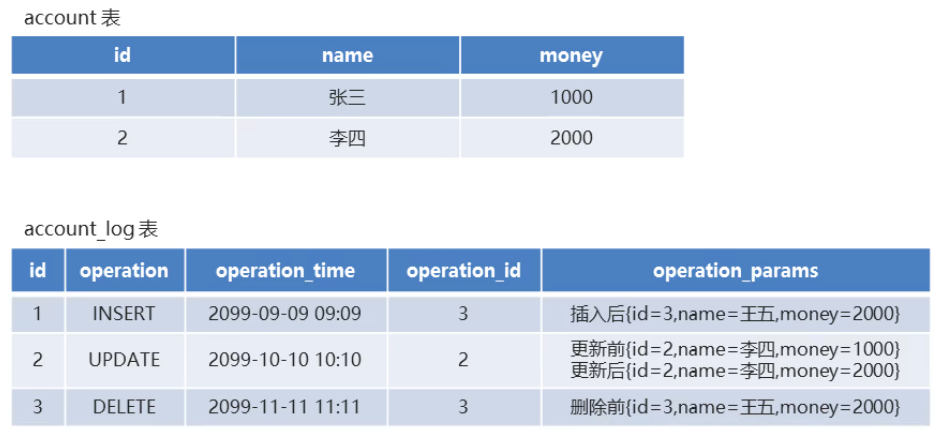 account 表
id name money
1 张三 1000
2 李四 2000
account_log 表
id operation operation_time operation_id operation_params
1 INSERT 2099-09-09 09:09 3 插入后{id=3,name=王五,money=2000}
2 UPDATE 2099-10-10 10:10 2 更新前{id=2,name=李四,money=1000}
更新后{id=2,name=李四,money=2000}
3 DELETE 2099-11-11 11:11 3 删除前{id=3,name=王五,money=2000}